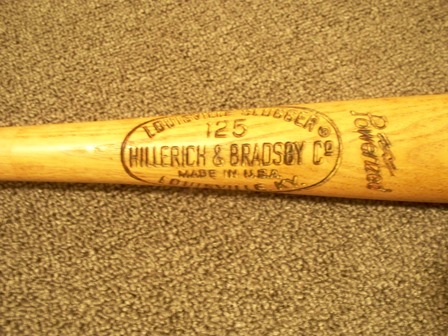 LOUISVILLE SLUGGER
®
125
HILLERICH & BRADSBY Cº
MADE IN U.S.A.
LOUISVILLE KY.
Powerized